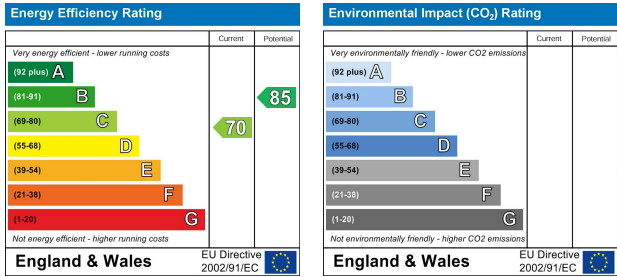 Energy Efficiency Rating
Current Potential
Very energy efficient - lower running costs
(92 plus) A
(81-91) B
85
(69-80) C
70
(55-68) D
(39-54) E
(21-38) F
(1-20) G
Not energy efficient - higher running costs
England & Wales
EU Directive
2002/91/EC
Environmental Impact (CO₂) Rating
Current Potential
Very environmentally friendly - lower CO2 emissions
(92 plus) A
(81-91) B
(69-80) C
(55-68) D
(39-54) E
(21-38) F
(1-20) G
Not environmentally friendly - higher CO2 emissions
England & Wales
EU Directive
2002/91/EC